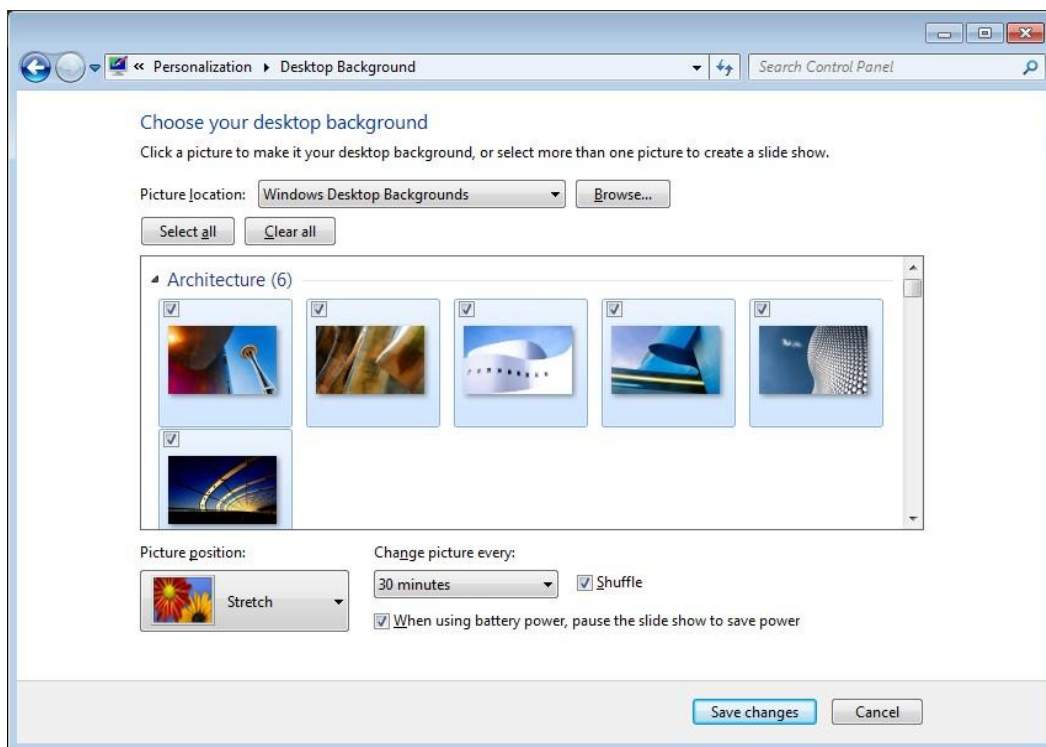 « Personalization ▸ Desktop Background
Search Control Panel
Choose your desktop background
Click a picture to make it your desktop background, or select more than one picture to create a slide show.
Picture location: Windows Desktop Backgrounds Browse...
Select all Clear all
Architecture (6)
Picture position: Change picture every:
Stretch 30 minutes Shuffle
When using battery power, pause the slide show to save power
Save changes Cancel